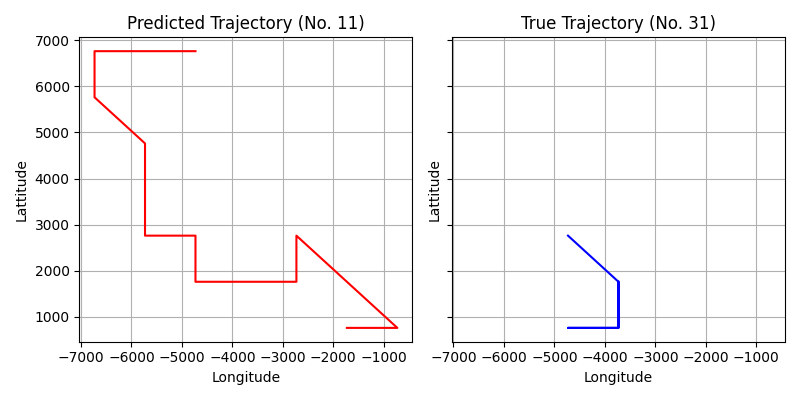 Predicted Trajectory (No. 11)
True Trajectory (No. 31)
7000
6000
5000
4000
3000
2000
1000
Lattitude
Lattitude
−7000 −6000 −5000 −4000 −3000 −2000 −1000
−7000 −6000 −5000 −4000 −3000 −2000 −1000
Longitude
Longitude